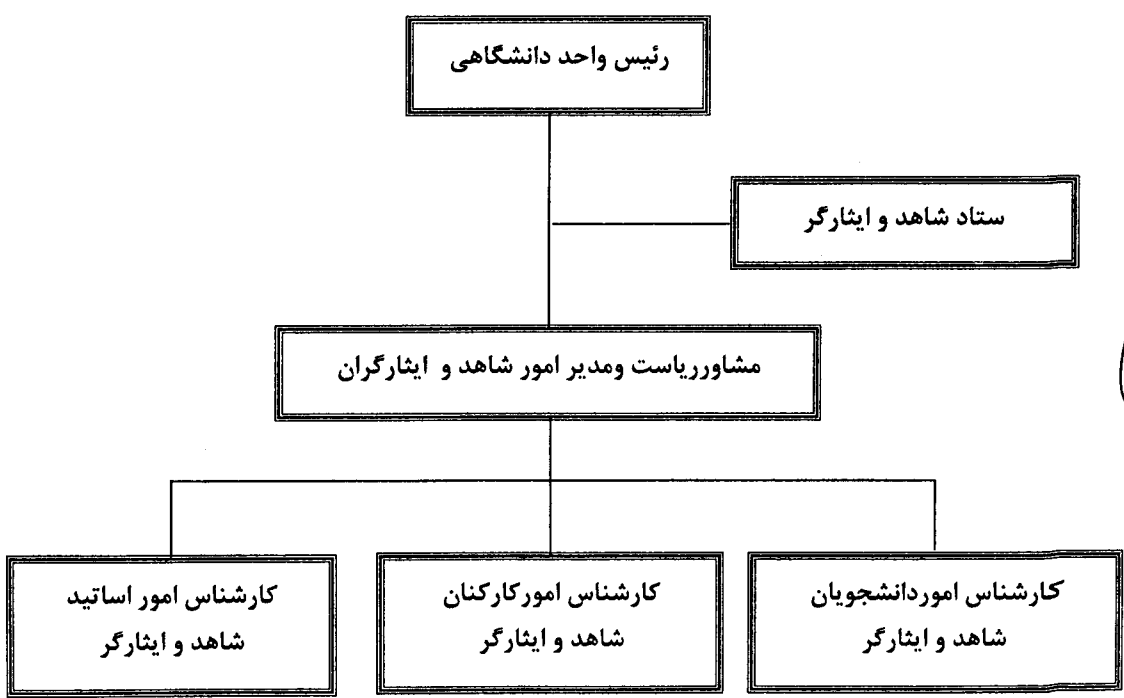 رئیس واحد دانشگاهی
ستاد شاهد و ایثارگر
مشاورریاست ومدیر امور شاهد و ایثارگران
کارشناس اموردانشجویان
شاهد و ایثارگر
کارشناس امورکارکنان
شاهد و ایثارگر
کارشناس امور اساتید
شاهد و ایثارگر